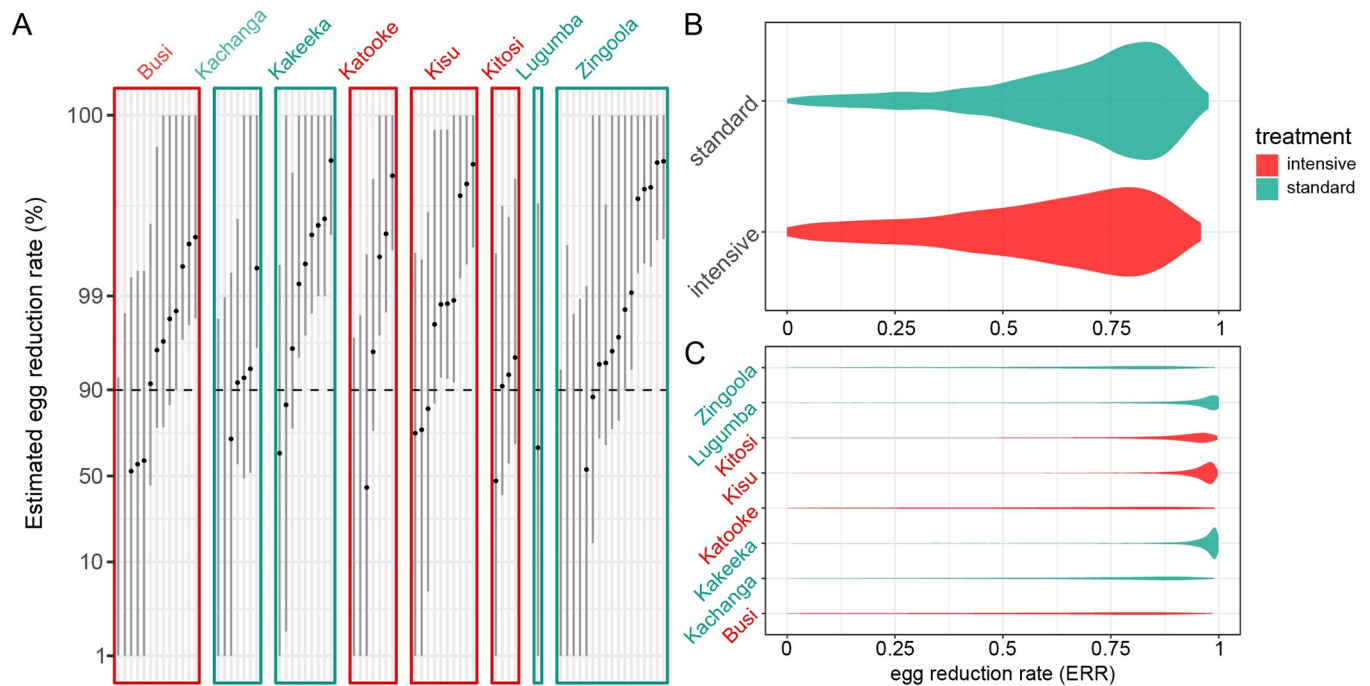 A
Busi
Kachanga
Kakeeka
Katooke
Kisu
Kitosi
Lugumba
Zingoola
Estimated egg reduction rate (%)
100
99
90
50
10
1
B
standard
intensive
0 0.25 0.5 0.75 1
treatment
intensive
standard
C
Zingoola
Lugumba
Kitosi
Kisu
Katooke
Kakeeka
Kachanga
Busi
0 0.25 0.5 0.75 1
egg reduction rate (ERR)